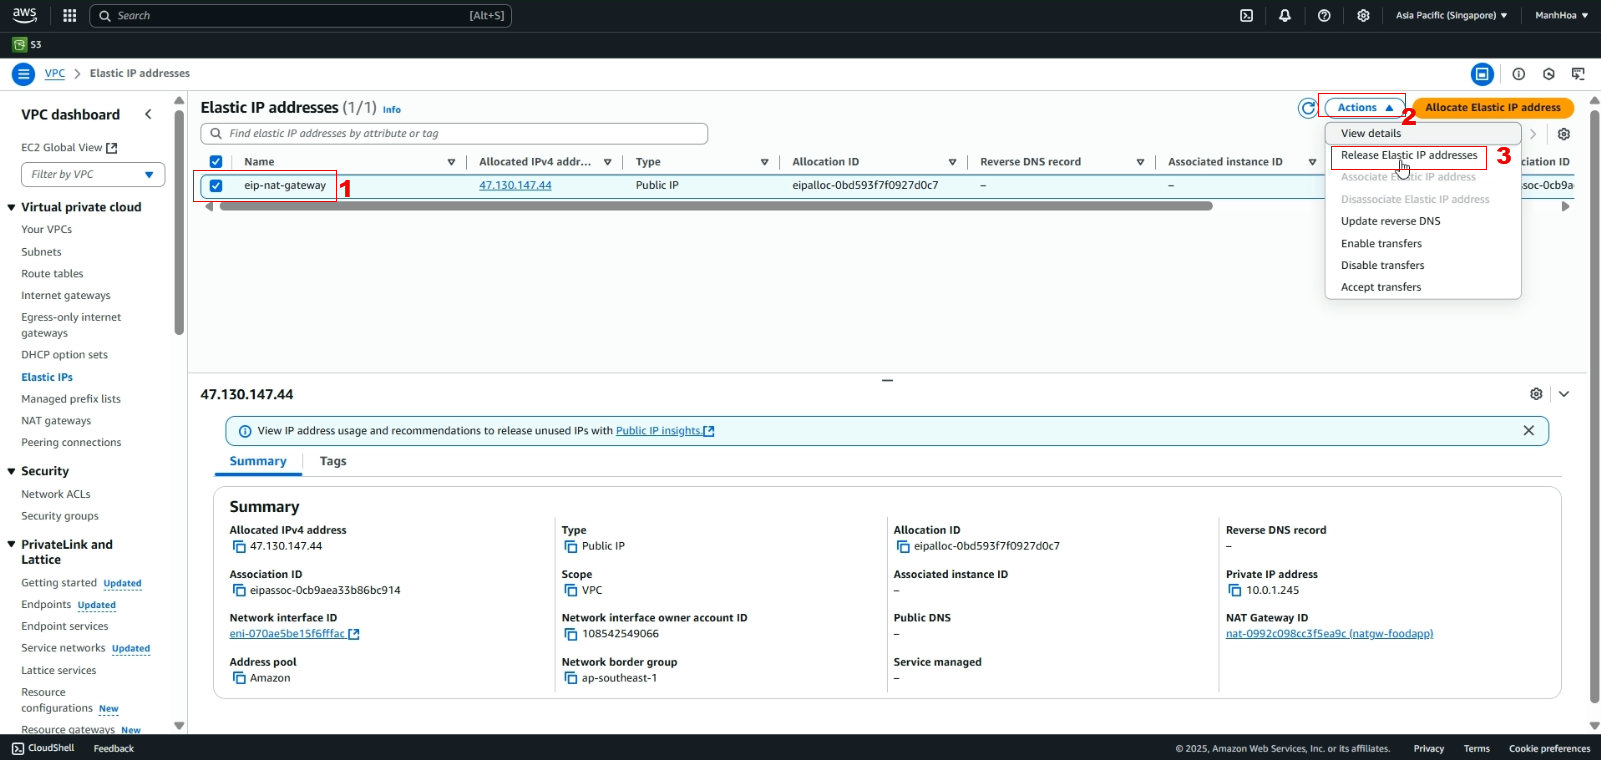 aws
Search [Alt+S]
Asia Pacific (Singapore) ▼ ManhHoa ▼
S3
VPC > Elastic IP addresses
VPC dashboard
EC2 Global View
Filter by VPC
Virtual private cloud
Your VPCs
Subnets
Route tables
Internet gateways
Egress-only internet
gateways
DHCP option sets
Elastic IPs
Managed prefix lists
NAT gateways
Peering connections
Security
Network ACLs
Security groups
PrivateLink and
Lattice
Getting started Updated
Endpoints Updated
Endpoint services
Service networks Updated
Lattice services
Resource
configurations New
Resource gateways New
Elastic IP addresses (1/1) Info
Actions
2
Allocate Elastic IP address
Find elastic IP addresses by attribute or tag
Name Allocated IPv4 addr... Type Allocation ID Reverse DNS record Associated instance ID ciation ID
eip-nat-gateway 1 47.130.147.44 Public IP eipalloc-0bd593f7f0927d0c7 – – soc-0cb9a
View details
Release Elastic IP addresses 3
Associate Elastic IP address
Disassociate Elastic IP address
Update reverse DNS
Enable transfers
Disable transfers
Accept transfers
47.130.147.44
View IP address usage and recommendations to release unused IPs with Public IP insights
Summary Tags
Summary
Allocated IPv4 address Type Allocation ID Reverse DNS record
47.130.147.44 Public IP eipalloc-0bd593f7f0927d0c7 –
Association ID Scope Associated instance ID Private IP address
eipassoc-0cb9aea33b86bc914 VPC – 10.0.1.245
Network interface ID Network interface owner account ID Public DNS NAT Gateway ID
eni-070ae5be15f6fffac 108542549066 – nat-0992c098cc3f5ea9c (natgw-foodapp)
Address pool Network border group Service managed
Amazon ap-southeast-1 –
CloudShell Feedback © 2025, Amazon Web Services, Inc. or its affiliates. Privacy Terms Cookie preferences